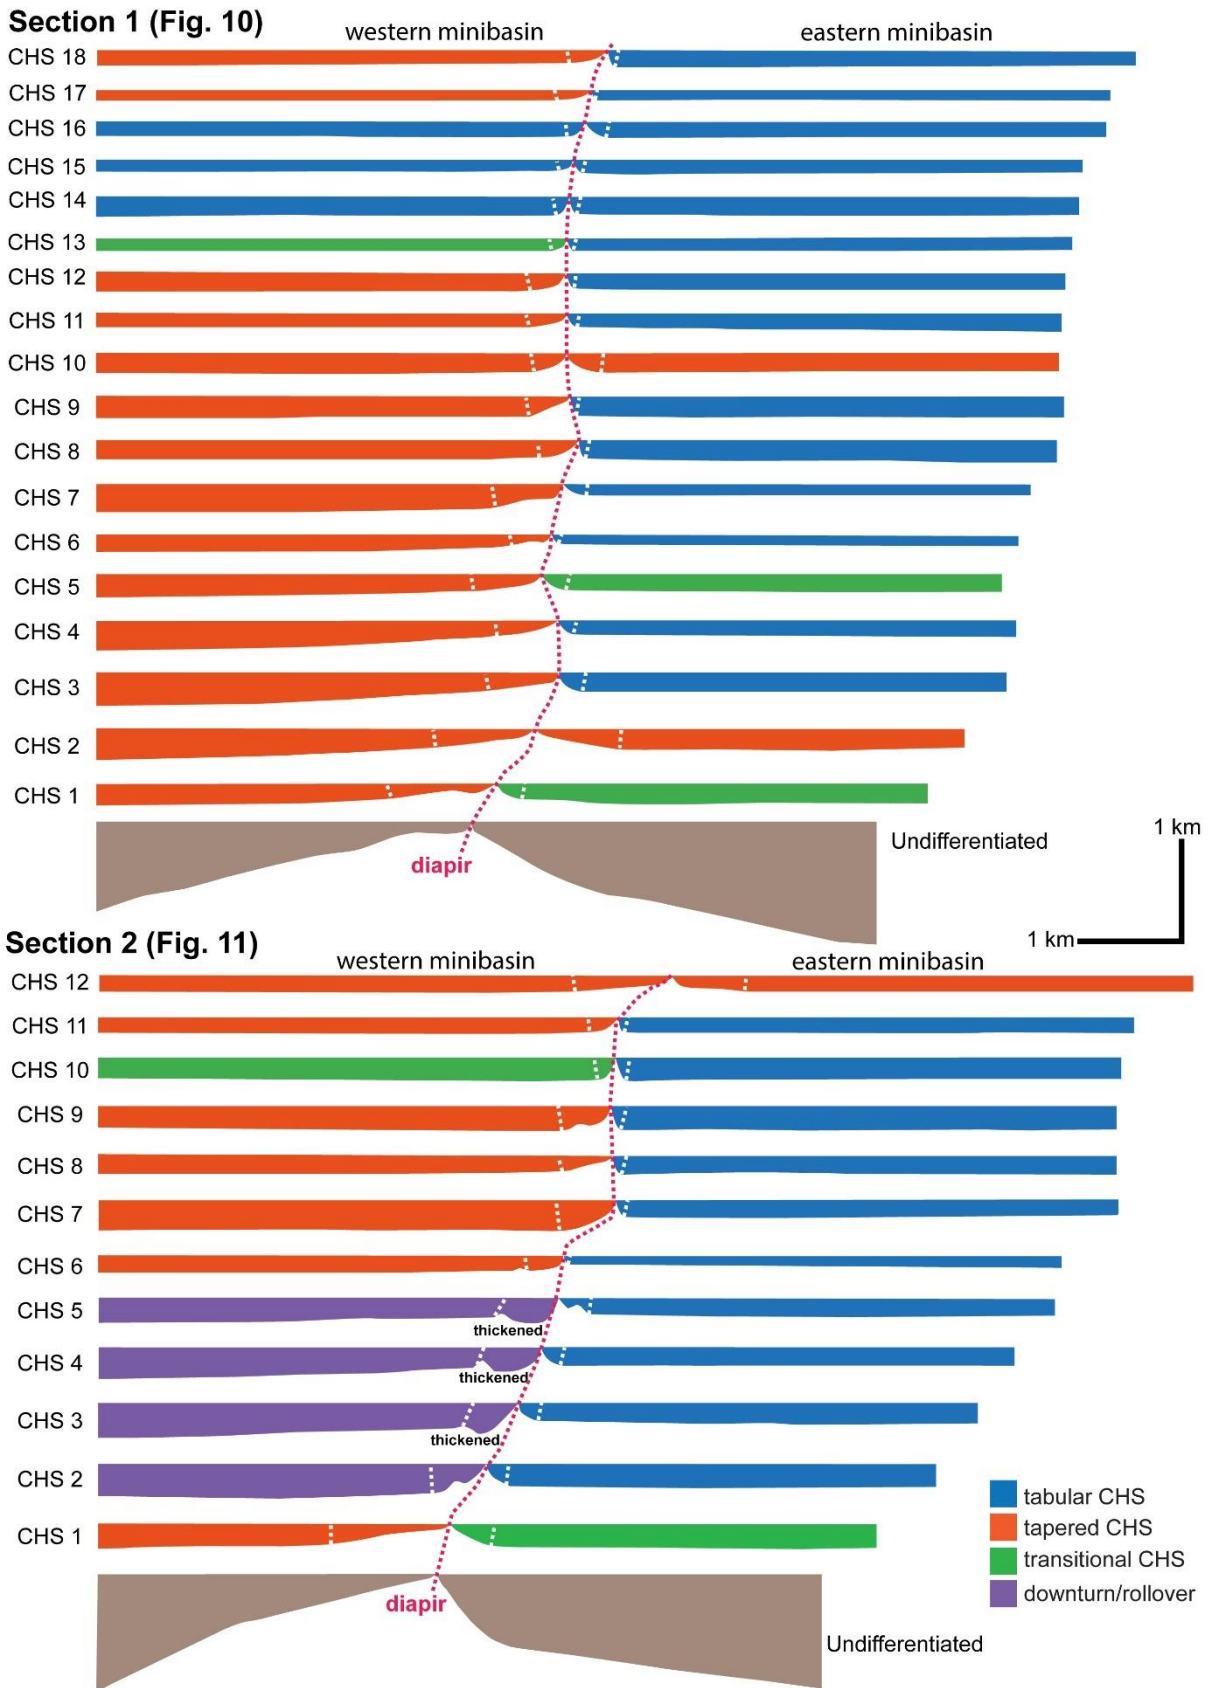 Section 1 (Fig. 10)
western minibasin
eastern minibasin
CHS 18
CHS 17
CHS 16
CHS 15
CHS 14
CHS 13
CHS 12
CHS 11
CHS 10
CHS 9
CHS 8
CHS 7
CHS 6
CHS 5
CHS 4
CHS 3
CHS 2
CHS 1
Undifferentiated
1 km
diapir
1 km
Section 2 (Fig. 11)
western minibasin
eastern minibasin
CHS 12
CHS 11
CHS 10
CHS 9
CHS 8
CHS 7
CHS 6
CHS 5
thickened
CHS 4
thickened
CHS 3
thickened
CHS 2
CHS 1
tabular CHS
tapered CHS
transitional CHS
downturn/rollover
diapir
Undifferentiated